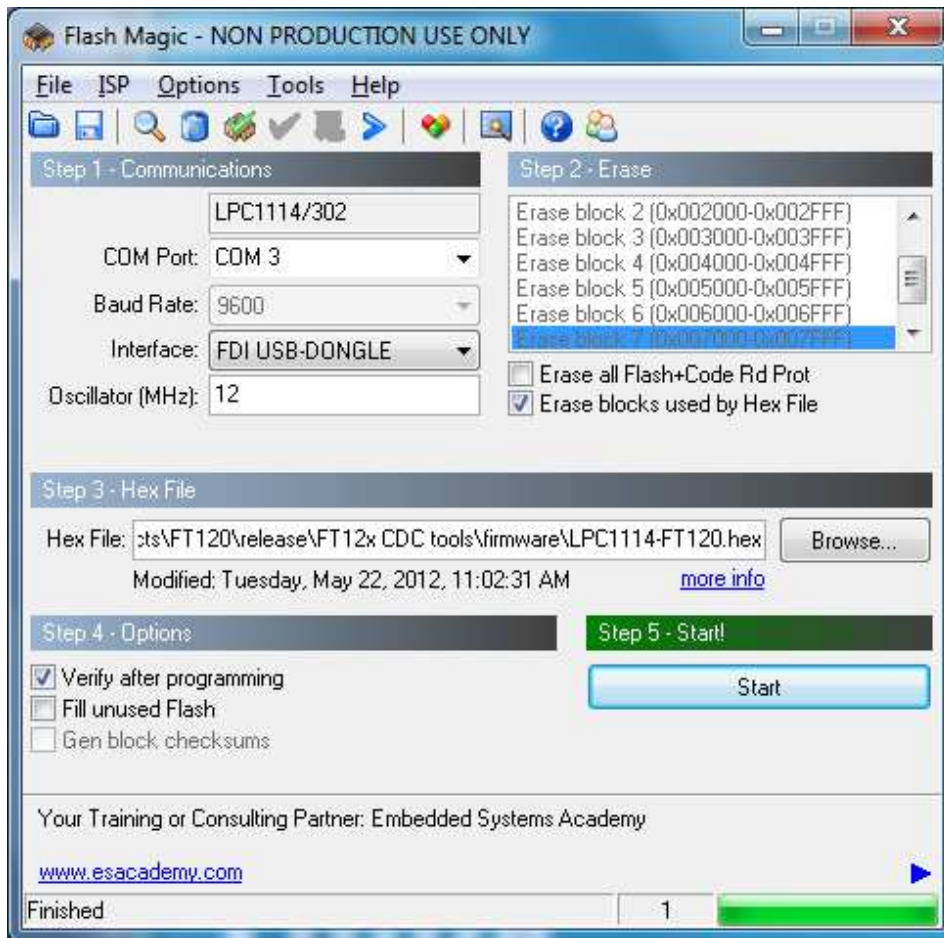 Flash Magic - NON PRODUCTION USE ONLY
File ISP Options Tools Help
Step 1 - Communications
LPC1114/302
COM Port: COM 3
Baud Rate: 9600
Interface: FDI USB-DONGLE
Oscillator (MHz): 12
Step 2 - Erase
Erase block 2 (0x002000-0x002FFF)
Erase block 3 (0x003000-0x003FFF)
Erase block 4 (0x004000-0x004FFF)
Erase block 5 (0x005000-0x005FFF)
Erase block 6 (0x006000-0x006FFF)
Erase block 7 (0x007000-0x007FFF)
Erase all Flash+Code Rd Prot
Erase blocks used by Hex File
Step 3 - Hex File
Hex File: cts\FT120\release\FT12x CDC tools\firmware\LPC1114-FT120.hex Browse...
Modified: Tuesday, May 22, 2012, 11:02:31 AM more info
Step 4 - Options
Verify after programming
Fill unused Flash
Gen block checksums
Step 5 - Start!
Start
Your Training or Consulting Partner: Embedded Systems Academy
www.esacademy.com
Finished 1